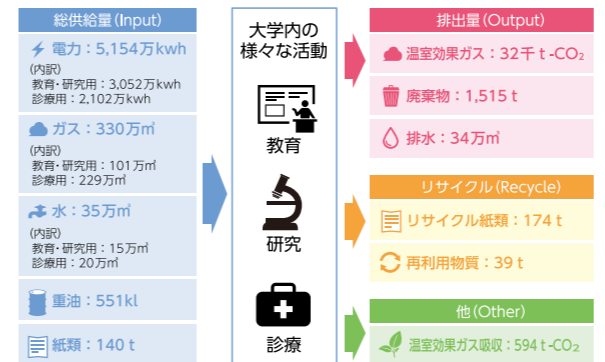 総供給量(Input)
電力：5,154万kwh
(内訳)
教育・研究用：3,052万kwh
診療用：2,102万kwh
ガス：330万㎥
(内訳)
教育・研究用：101万㎥
診療用：229万㎥
水：35万㎥
(内訳)
教育・研究用：15万㎥
診療用：20万㎥
重油：551kl
紙類：140 t
大学内の
様々な活動
教育
研究
診療
排出量(Output)
温室効果ガス：32千 t -CO₂
廃棄物：1,515 t
排水：34万㎥
リサイクル(Recycle)
リサイクル紙類：174 t
再利用物質：39 t
他(Other)
温室効果ガス吸収：594 t -CO₂